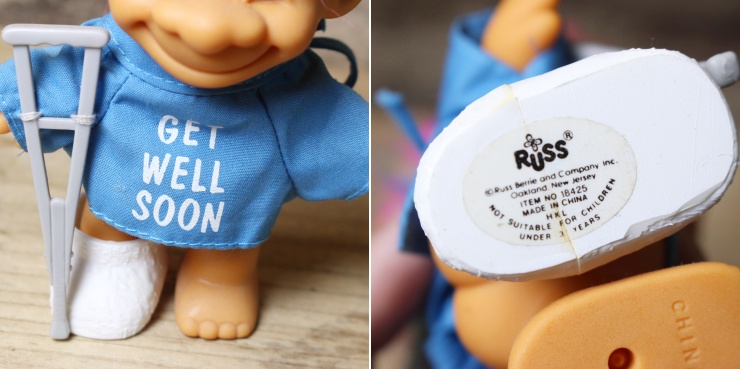 GET
WELL
SOON
RUSS®
©Russ Berrie and Company Inc.
Oakland, New Jersey
ITEM NO 18425
MADE IN CHINA
HKL
NOT SUITABLE FOR CHILDREN
UNDER 3 YEARS
CHIN